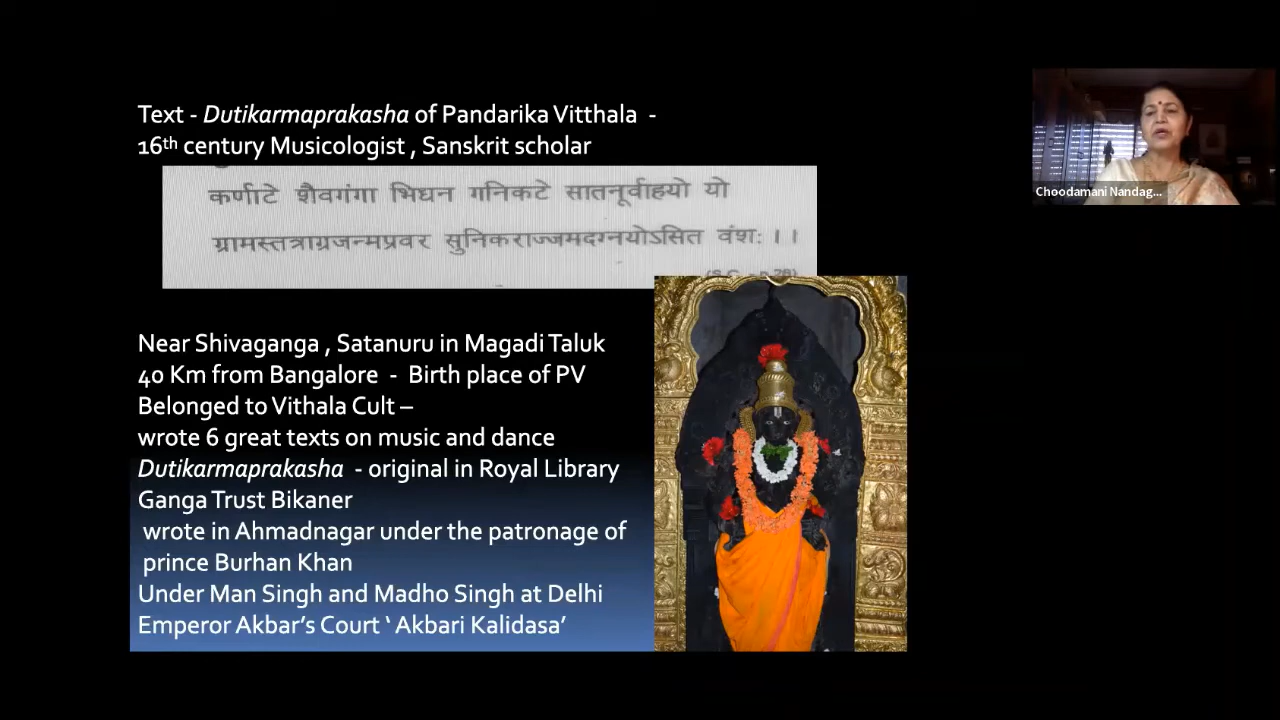 Text - Dutikarmaprakasha of Pandarika Vitthala -
16th century Musicologist , Sanskrit scholar
कर्णाटे शैवगंगा भिधन गनिकटे सातनूर्वाह्रयो यो
ग्रामस्तत्राग्रजन्मप्रवर सुनिकराज्जमदग्नयोऽसित वंशः ।।
Near Shivaganga , Satanuru in Magadi Taluk
40 Km from Bangalore - Birth place of PV
Belonged to Vithala Cult –
wrote 6 great texts on music and dance
Dutikarmaprakasha - original in Royal Library
Ganga Trust Bikaner
wrote in Ahmadnagar under the patronage of
prince Burhan Khan
Under Man Singh and Madho Singh at Delhi
Emperor Akbar's Court ‘ Akbari Kalidasa’
Choodamani Nandag...